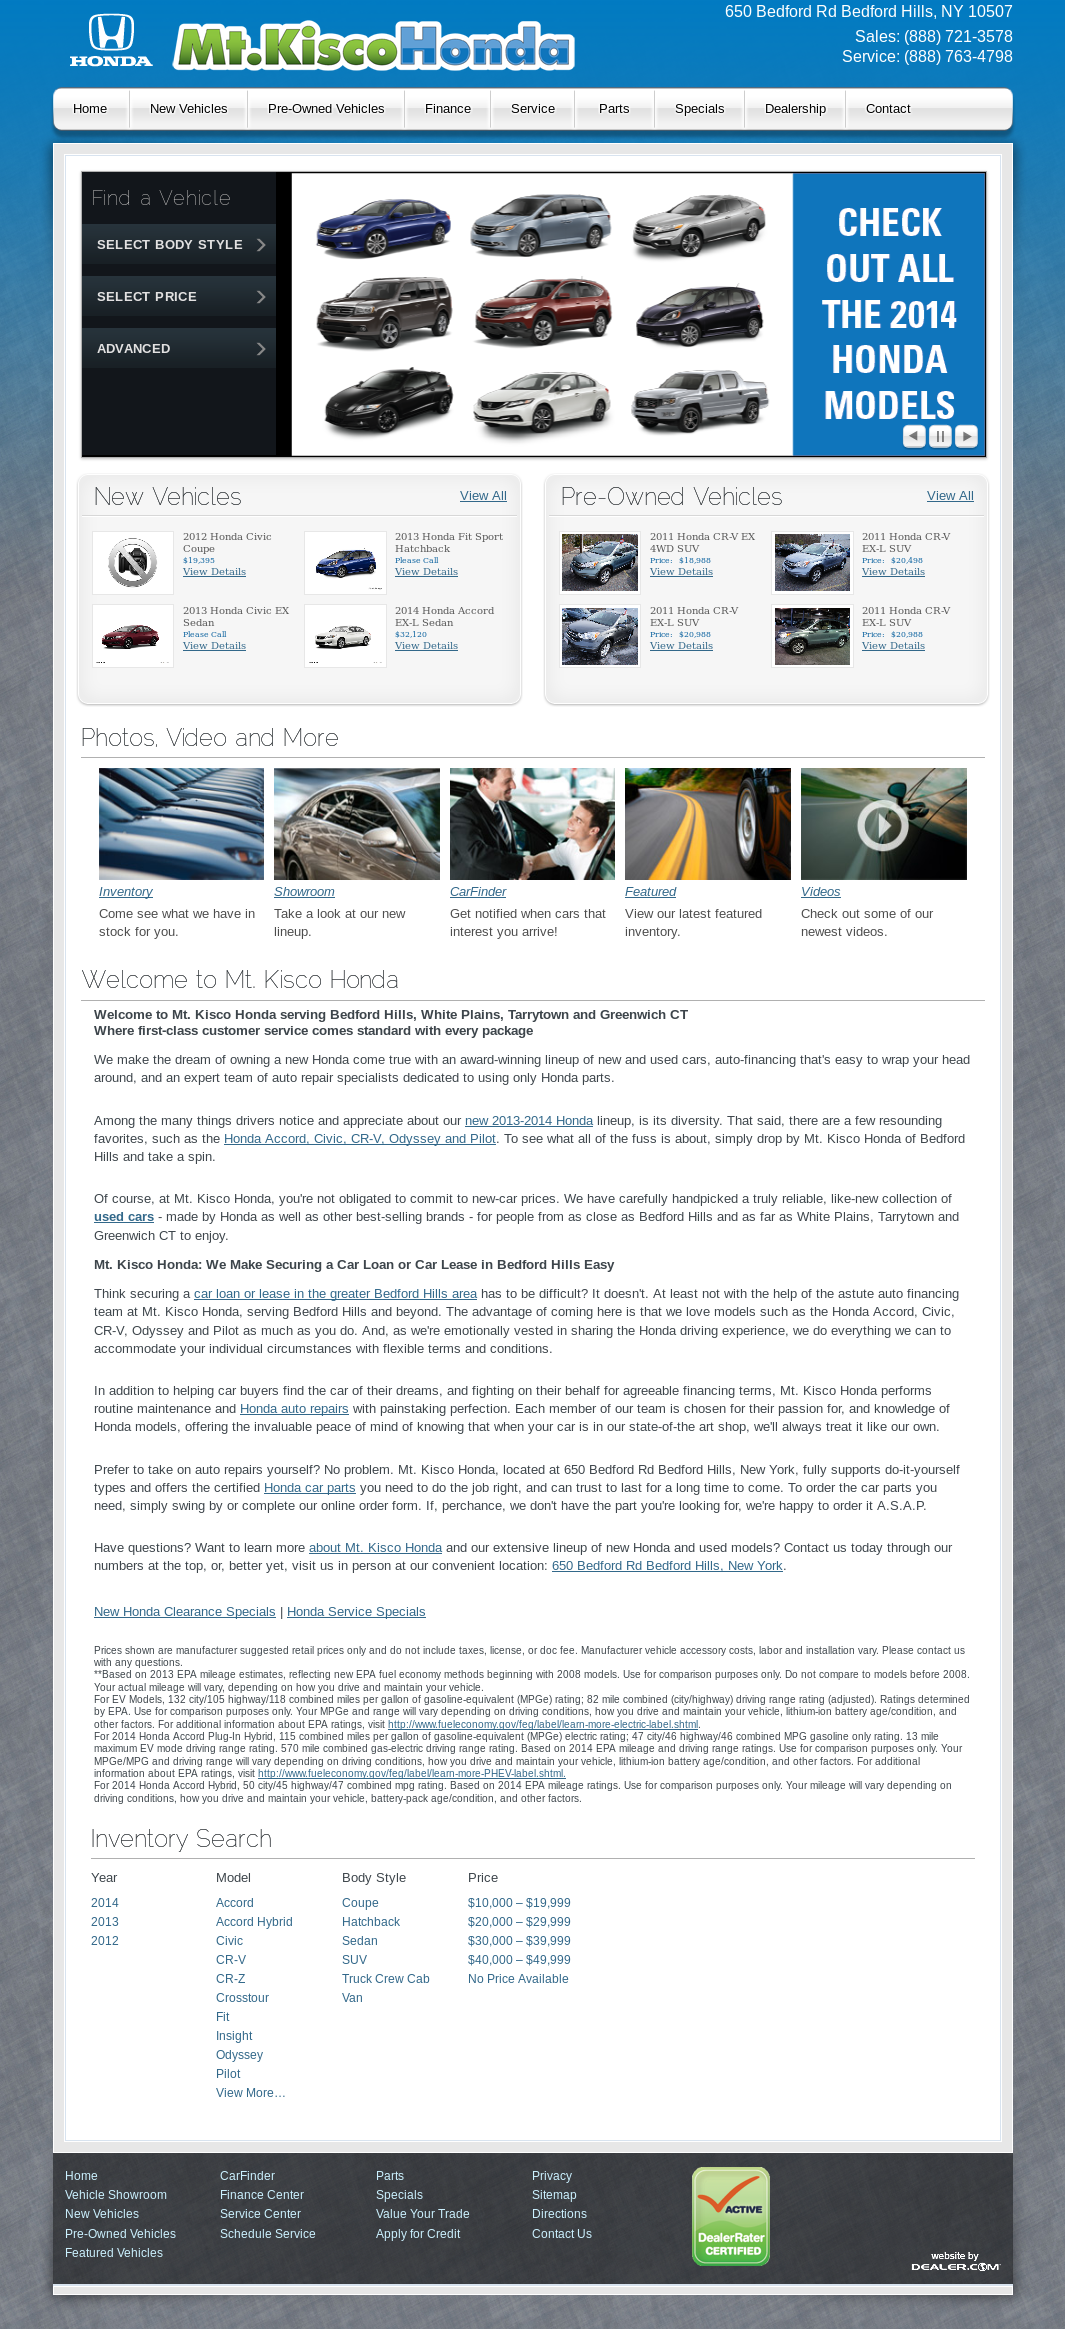 650 Bedford Rd Bedford Hills, NY 10507
Sales: (888) 721-3578
Service: (888) 763-4798
HONDA
Mt.KiscoHonda
Home New Vehicles Pre-Owned Vehicles Finance Service Parts Specials Dealership Contact
Find a Vehicle
SELECT BODY STYLE
SELECT PRICE
ADVANCED
CHECK
OUT ALL
THE 2014
HONDA
MODELS
New Vehicles View All
2012 Honda Civic
Coupe
$19,395
View Details
2013 Honda Fit Sport
Hatchback
Please Call
View Details
2013 Honda Civic EX
Sedan
Please Call
View Details
2014 Honda Accord
EX-L Sedan
$32,120
View Details
Pre-Owned Vehicles View All
2011 Honda CR-V EX
4WD SUV
Price: $18,988
View Details
2011 Honda CR-V
EX-L SUV
Price: $20,498
View Details
2011 Honda CR-V
EX-L SUV
Price: $20,988
View Details
2011 Honda CR-V
EX-L SUV
Price: $20,988
View Details
Photos, Video and More
Inventory
Come see what we have in
stock for you.
Showroom
Take a look at our new
lineup.
CarFinder
Get notified when cars that
interest you arrive!
Featured
View our latest featured
inventory.
Videos
Check out some of our
newest videos.
Welcome to Mt. Kisco Honda
Welcome to Mt. Kisco Honda serving Bedford Hills, White Plains, Tarrytown and Greenwich CT
Where first-class customer service comes standard with every package
We make the dream of owning a new Honda come true with an award-winning lineup of new and used cars, auto-financing that's easy to wrap your head
around, and an expert team of auto repair specialists dedicated to using only Honda parts.
Among the many things drivers notice and appreciate about our new 2013-2014 Honda lineup, is its diversity. That said, there are a few resounding
favorites, such as the Honda Accord, Civic, CR-V, Odyssey and Pilot. To see what all of the fuss is about, simply drop by Mt. Kisco Honda of Bedford
Hills and take a spin.
Of course, at Mt. Kisco Honda, you're not obligated to commit to new-car prices. We have carefully handpicked a truly reliable, like-new collection of
used cars - made by Honda as well as other best-selling brands - for people from as close as Bedford Hills and as far as White Plains, Tarrytown and
Greenwich CT to enjoy.
Mt. Kisco Honda: We Make Securing a Car Loan or Car Lease in Bedford Hills Easy
Think securing a car loan or lease in the greater Bedford Hills area has to be difficult? It doesn't. At least not with the help of the astute auto financing
team at Mt. Kisco Honda, serving Bedford Hills and beyond. The advantage of coming here is that we love models such as the Honda Accord, Civic,
CR-V, Odyssey and Pilot as much as you do. And, as we're emotionally vested in sharing the Honda driving experience, we do everything we can to
accommodate your individual circumstances with flexible terms and conditions.
In addition to helping car buyers find the car of their dreams, and fighting on their behalf for agreeable financing terms, Mt. Kisco Honda performs
routine maintenance and Honda auto repairs with painstaking perfection. Each member of our team is chosen for their passion for, and knowledge of
Honda models, offering the invaluable peace of mind of knowing that when your car is in our state-of-the art shop, we'll always treat it like our own.
Prefer to take on auto repairs yourself? No problem. Mt. Kisco Honda, located at 650 Bedford Rd Bedford Hills, New York, fully supports do-it-yourself
types and offers the certified Honda car parts you need to do the job right, and can trust to last for a long time to come. To order the car parts you
need, simply swing by or complete our online order form. If, perchance, we don't have the part you're looking for, we're happy to order it A.S.A.P.
Have questions? Want to learn more about Mt. Kisco Honda and our extensive lineup of new Honda and used models? Contact us today through our
numbers at the top, or, better yet, visit us in person at our convenient location: 650 Bedford Rd Bedford Hills, New York.
New Honda Clearance Specials | Honda Service Specials
Prices shown are manufacturer suggested retail prices only and do not include taxes, license, or doc fee. Manufacturer vehicle accessory costs, labor and installation vary. Please contact us
with any questions.
**Based on 2013 EPA mileage estimates, reflecting new EPA fuel economy methods beginning with 2008 models. Use for comparison purposes only. Do not compare to models before 2008.
Your actual mileage will vary, depending on how you drive and maintain your vehicle.
For EV Models, 132 city/105 highway/118 combined miles per gallon of gasoline-equivalent (MPGe) rating; 82 mile combined (city/highway) driving range rating (adjusted). Ratings determined
by EPA. Use for comparison purposes only. Your MPGe and range will vary depending on driving conditions, how you drive and maintain your vehicle, lithium-ion battery age/condition, and
other factors. For additional information about EPA ratings, visit http://www.fueleconomy.gov/feg/label/learn-more-electric-label.shtml.
For 2014 Honda Accord Plug-In Hybrid, 115 combined miles per gallon of gasoline-equivalent (MPGe) electric rating; 47 city/46 highway/46 combined MPG gasoline only rating. 13 mile
maximum EV mode driving range rating. 570 mile combined gas-electric driving range rating. Based on 2014 EPA mileage and driving range ratings. Use for comparison purposes only. Your
MPGe/MPG and driving range will vary depending on driving conditions, how you drive and maintain your vehicle, lithium-ion battery age/condition, and other factors. For additional
information about EPA ratings, visit http://www.fueleconomy.gov/feg/label/learn-more-PHEV-label.shtml.
For 2014 Honda Accord Hybrid, 50 city/45 highway/47 combined mpg rating. Based on 2014 EPA mileage ratings. Use for comparison purposes only. Your mileage will vary depending on
driving conditions, how you drive and maintain your vehicle, battery-pack age/condition, and other factors.
Inventory Search
Year
2014
2013
2012
Model
Accord
Accord Hybrid
Civic
CR-V
CR-Z
Crosstour
Fit
Insight
Odyssey
Pilot
View More…
Body Style
Coupe
Hatchback
Sedan
SUV
Truck Crew Cab
Van
Price
$10,000 – $19,999
$20,000 – $29,999
$30,000 – $39,999
$40,000 – $49,999
No Price Available
Home
Vehicle Showroom
New Vehicles
Pre-Owned Vehicles
Featured Vehicles
CarFinder
Finance Center
Service Center
Schedule Service
Parts
Specials
Value Your Trade
Apply for Credit
Privacy
Sitemap
Directions
Contact Us
ACTIVE
DealerRater
CERTIFIED
website by
DEALER.COM